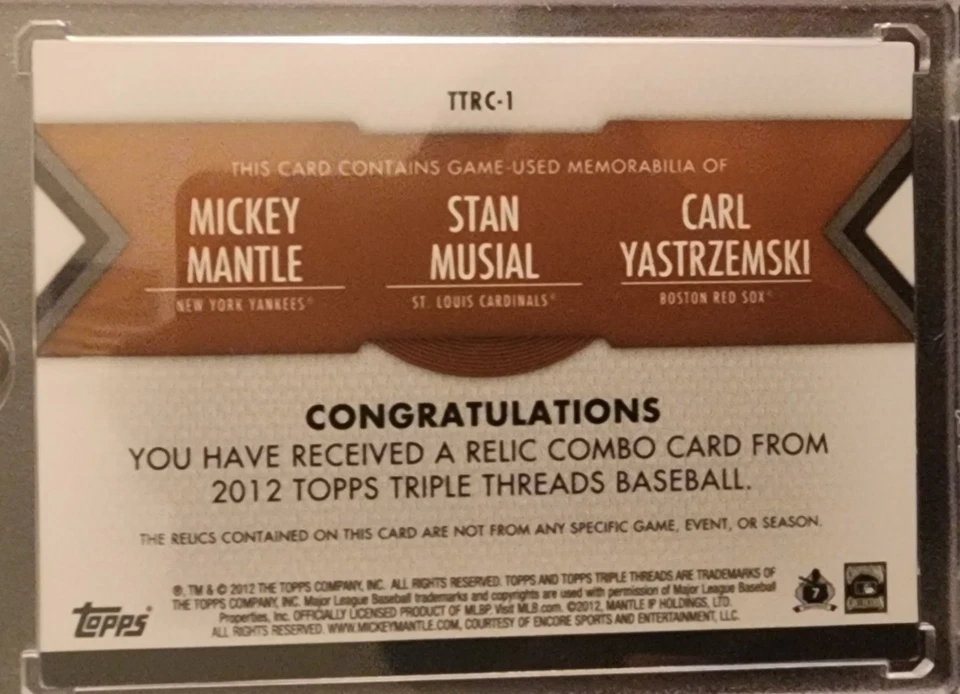 TTRC-1
THIS CARD CONTAINS GAME-USED MEMORABILIA OF
MICKEY MANTLE
NEW YORK YANKEES®
STAN MUSIAL
ST. LOUIS CARDINALS®
CARL YASTRZEMSKI
BOSTON RED SOX®
CONGRATULATIONS
YOU HAVE RECEIVED A RELIC COMBO CARD FROM
2012 TOPPS TRIPLE THREADS BASEBALL.
THE RELICS CONTAINED ON THIS CARD ARE NOT FROM ANY SPECIFIC GAME, EVENT, OR SEASON.
®, TM & © 2012 THE TOPPS COMPANY, INC. ALL RIGHTS RESERVED. TOPPS AND TOPPS TRIPLE THREADS ARE TRADEMARKS OF
THE TOPPS COMPANY, INC. Major League Baseball trademarks and copyrights are used with permission of Major League Baseball
Properties, Inc. OFFICIALLY LICENSED PRODUCT OF MLBP Visit MLB.com. ©2012, MANTLE IP HOLDINGS, LTD.
ALL RIGHTS RESERVED. WWW.MICKEYMANTLE.COM, COURTESY OF ENCORE SPORTS AND ENTERTAINMENT, LLC.
topps®
7